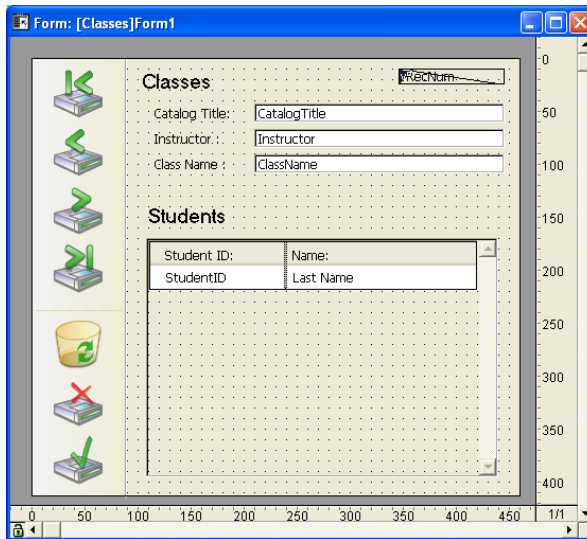 Form: [Classes]Form1
Classes
vRecNum
Catalog Title: CatalogTitle
Instructor : Instructor
Class Name : ClassName
Students
Student ID: Name:
StudentID Last Name
0
50
100
150
200
250
300
350
400
0 50 100 150 200 250 300 350 400 450 1/1